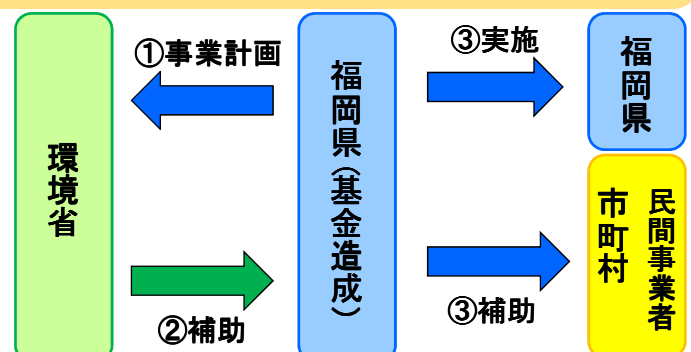 環境省
①事業計画
②補助
福岡県（基金造成）
③実施
③補助
福岡県
民間事業者
市町村